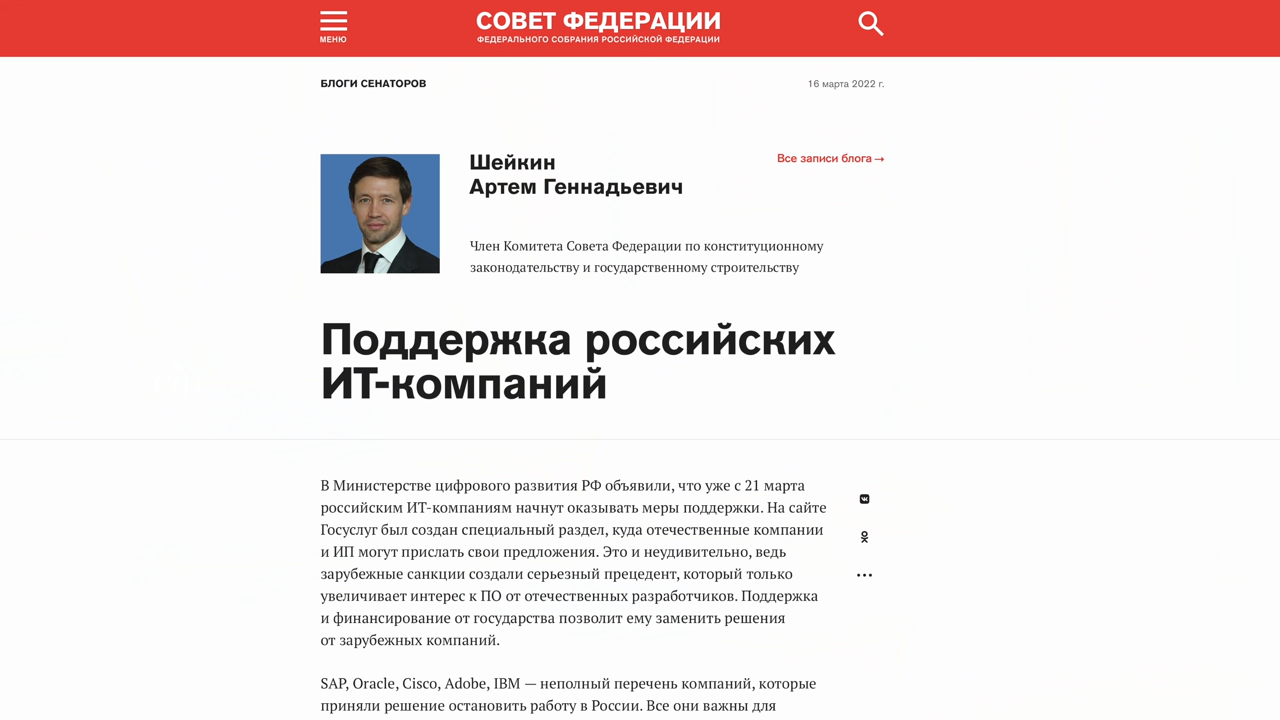 МЕНЮ
СОВЕТ ФЕДЕРАЦИИ
ФЕДЕРАЛЬНОГО СОБРАНИЯ РОССИЙСКОЙ ФЕДЕРАЦИИ
БЛОГИ СЕНАТОРОВ
16 марта 2022 г.
Шейкин
Артем Геннадьевич
Все записи блога →
Член Комитета Совета Федерации по конституционному
законодательству и государственному строительству
Поддержка российских
ИТ-компаний
В Министерстве цифрового развития РФ объявили, что уже с 21 марта
российским ИТ-компаниям начнут оказывать меры поддержки. На сайте
Госуслуг был создан специальный раздел, куда отечественные компании
и ИП могут прислать свои предложения. Это и неудивительно, ведь
зарубежные санкции создали серьезный прецедент, который только
увеличивает интерес к ПО от отечественных разработчиков. Поддержка
и финансирование от государства позволит ему заменить решения
от зарубежных компаний.
SAP, Oracle, Cisco, Adobe, IBM — неполный перечень компаний, которые
приняли решение остановить работу в России. Все они важны для